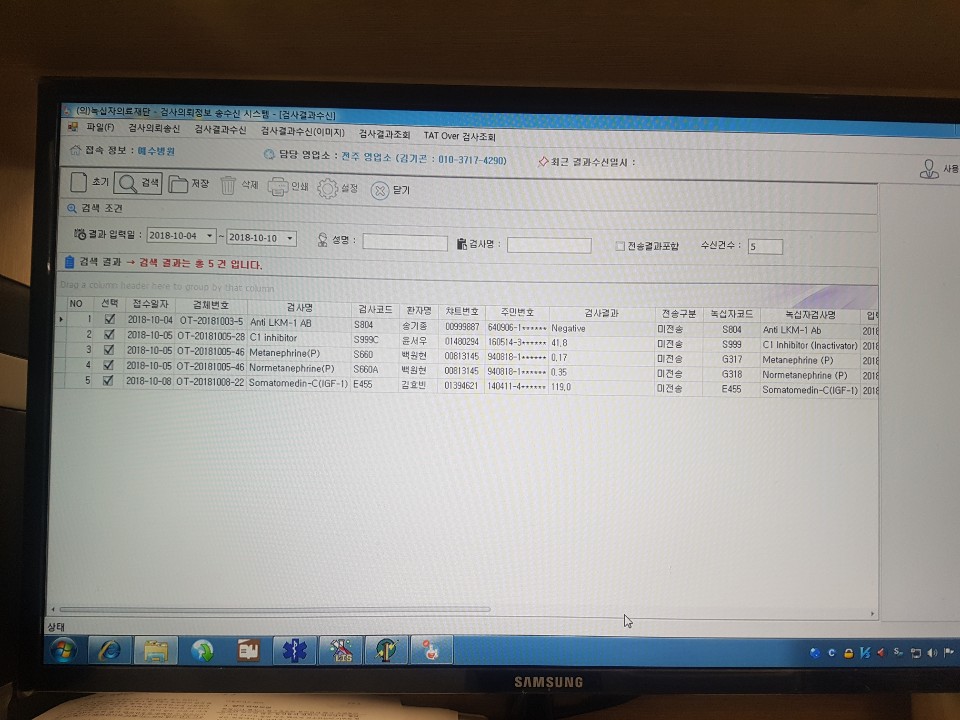 (의)녹십자의료재단 - 검사의뢰정보 송수신 시스템 - [검사결과수신]
파일(F) 검사의뢰송신 검사결과수신 검사결과수신(이미지) 검사결과조회 TAT Over 검사조회
접속 정보 : 예수병원 담당 영업소 : 전주 영업소 (김기곤 : 010-3717-4290) 최근 결과수신일시 : 사용
초기 검색 저장 삭제 인쇄 설정 닫기
검색 조건
결과 입력일 : 2018-10-04 ~ 2018-10-10 성명 : 검사명 : 전송결과포함 수신건수 : 5
검색 결과 → 검색 결과는 총 5 건 입니다.
Drag a column header here to group by that column
NO 선택 접수일자 검체번호 검사명 검사코드 환자명 챠트번호 주민번호 검사결과 전송구분 녹십자코드 녹십자검사명 입력
1 2018-10-04 OT-20181003-5 Anti LKM-1 AB S804 송기종 00999887 640906-1****** Negative 미전송 S804 Anti LKM-1 Ab 2018
2 2018-10-05 OT-20181005-28 C1 inhibitor S999C 윤서우 01480294 160514-3****** 41.8 미전송 S999 C1 Inhibitor (Inactivator) 2018
3 2018-10-05 OT-20181005-46 Metanephrine(P) S660 백원현 00813145 940818-1****** 0.17 미전송 G317 Metanephrine (P) 2018
4 2018-10-05 OT-20181005-46 Normetanephrine(P) S660A 백원현 00813145 940818-1****** 0.35 미전송 G318 Normetanephrine (P) 2018
5 2018-10-08 OT-20181008-22 Somatomedin-C(IGF-1) E455 김효빈 01394621 140411-4****** 119.0 미전송 E455 Somatomedin-C(IGF-1) 2018
상태
LIS
SAMSUNG